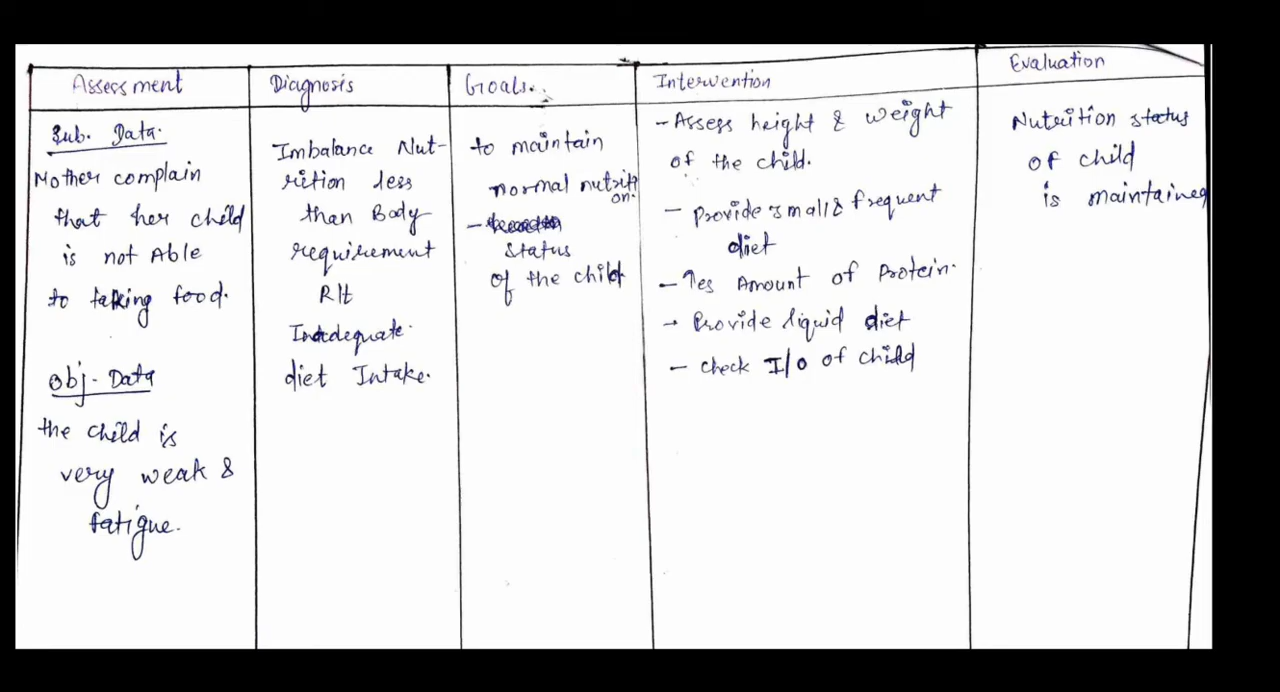 Assessment
Sub. Data.
Mother complain
that her child
is not Able
to taking food.
Obj. Data
the child is
very weak &
fatigue.
Diagnosis
Imbalance Nut-
rition less
than Body
requirement
R/t
Inadequate.
diet Intake.
Goals.
to maintain
normal nutriti
on.
status
of the child
Intervention
- Assess height & weight
of the child.
- Provide small & frequent
diet
- ↑es Amount of Protein.
→ Provide liquid diet
- check I/O of child
Evaluation
Nutrition status
of child
is maintained